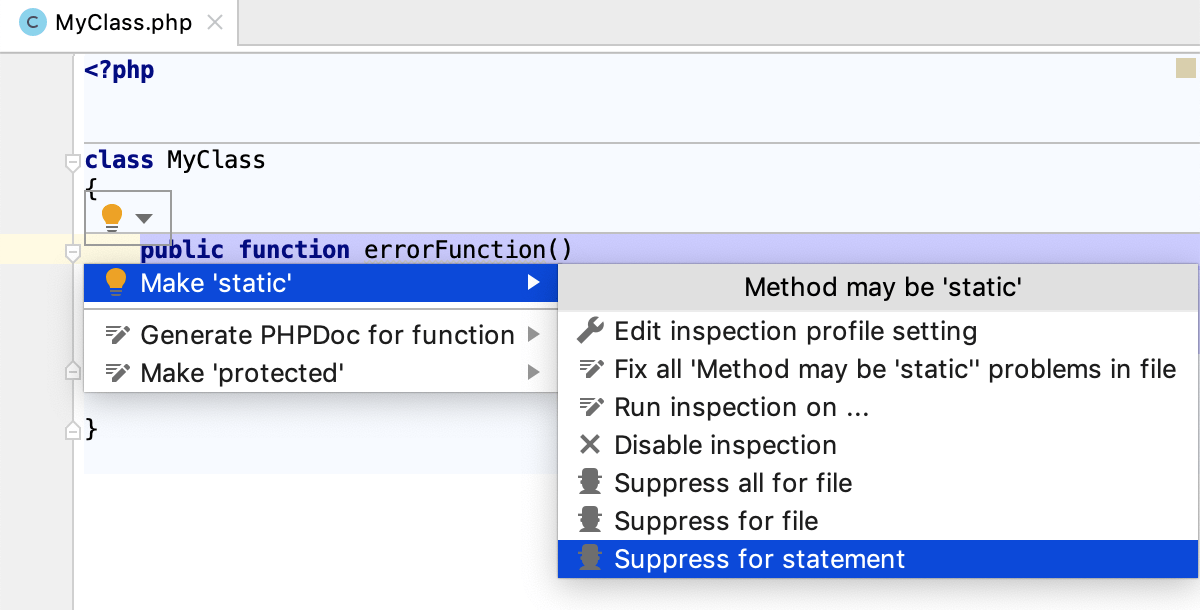 C MyClass.php
<?php
class MyClass
{
public function errorFunction()
Make 'static'
Generate PHPDoc for function
Make 'protected'
}
Method may be 'static'
Edit inspection profile setting
Fix all 'Method may be 'static'' problems in file
Run inspection on ...
Disable inspection
Suppress all for file
Suppress for file
Suppress for statement